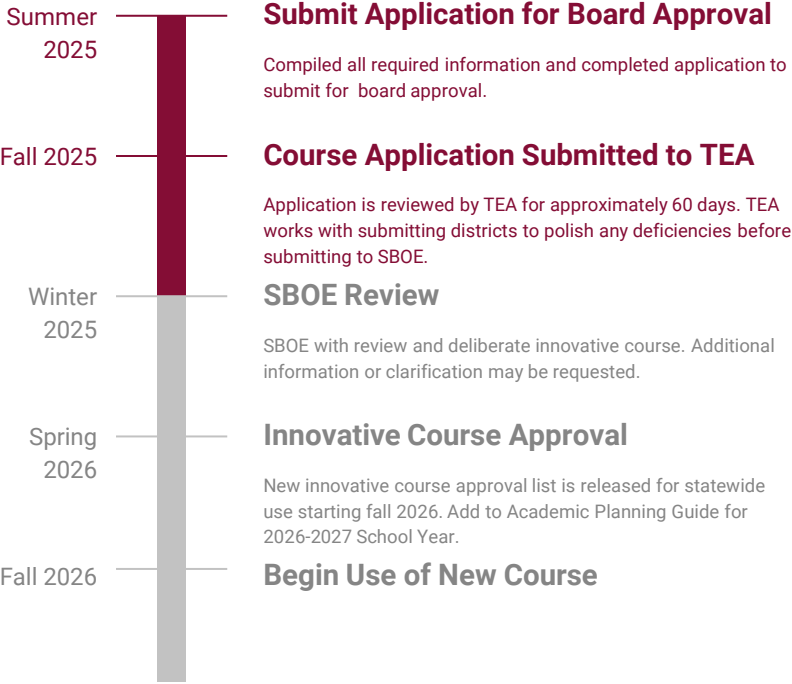 Summer
2025
Submit Application for Board Approval
Compiled all required information and completed application to
submit for board approval.
Fall 2025
Course Application Submitted to TEA
Application is reviewed by TEA for approximately 60 days. TEA
works with submitting districts to polish any deficiencies before
submitting to SBOE.
Winter
2025
SBOE Review
SBOE with review and deliberate innovative course. Additional
information or clarification may be requested.
Spring
2026
Innovative Course Approval
New innovative course approval list is released for statewide
use starting fall 2026. Add to Academic Planning Guide for
2026-2027 School Year.
Fall 2026
Begin Use of New Course